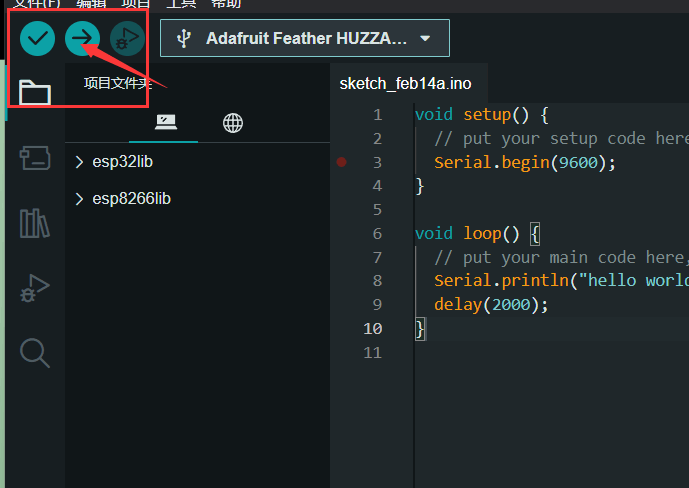 文件(F) 编辑 项目 工具 帮助
Adafruit Feather HUZZA...
项目文件夹
sketch_feb14a.ino
esp32lib
esp8266lib
1 void setup() {
2 // put your setup code here
3 Serial.begin(9600);
4 }
5
6 void loop() {
7 // put your main code here,
8 Serial.println("hello world
9 delay(2000);
10 }
11